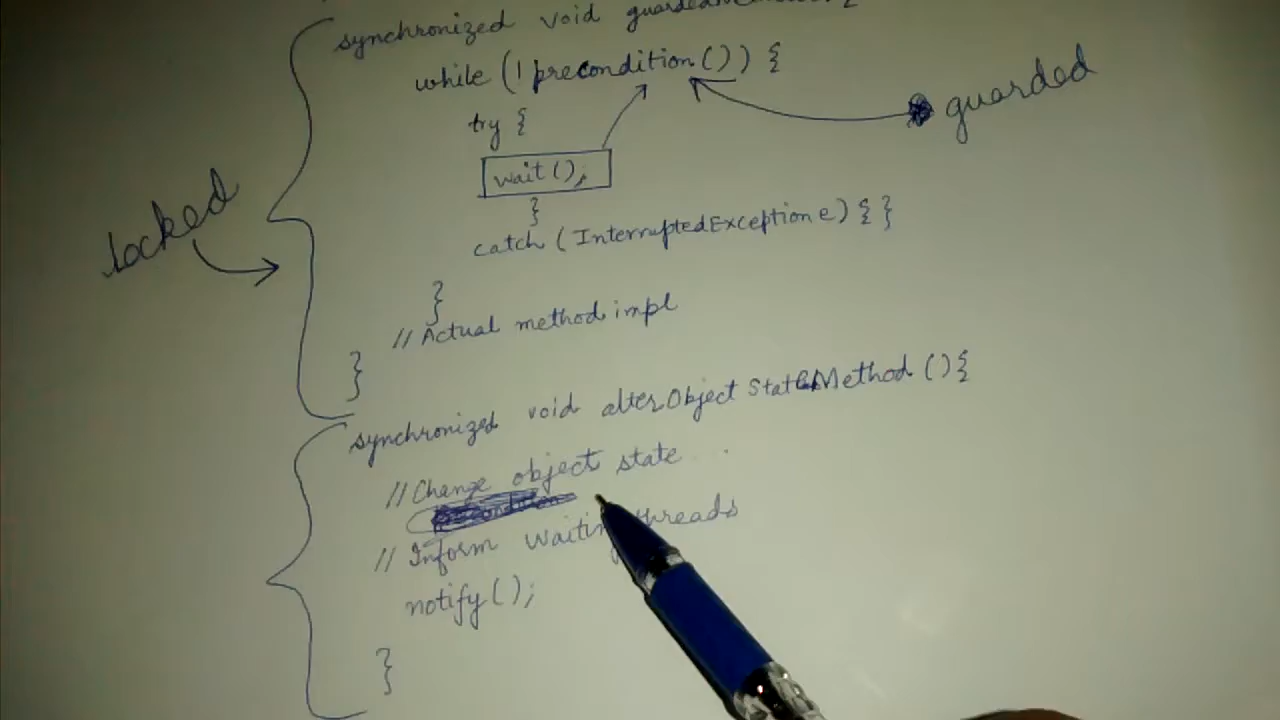 synchronized void
while (! precondition()) {
guarded
try {
wait();
}
locked
catch (InterruptedException e) { }
}
// Actual method impl
}
synchronized void alterObjectStateMethod () {
// Change object state
// Inform waiting threads
notify();
}